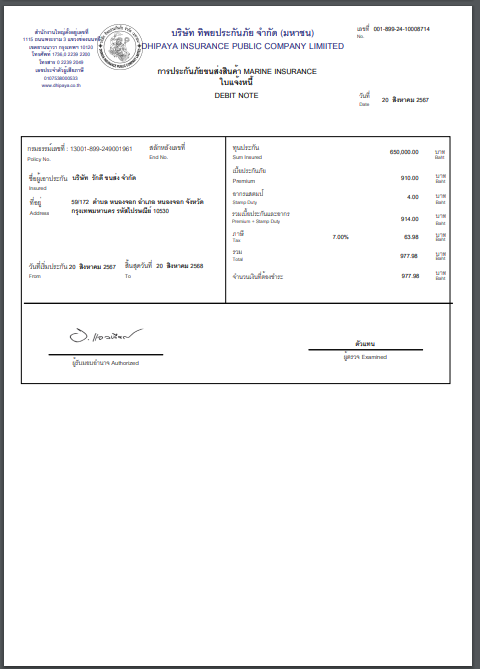 สำนักงานใหญ่ตั้งอยู่เลขที่
1115 ถนนพระราม 3 แขวงช่องนนทรี
เขตยานนาวา กรุงเทพฯ 10120
โทรศัพท์ 1736,0 2239 2200
โทรสาร 0 2239 2049
เลขประจำตัวผู้เสียภาษี
0107538000533
www.dhipaya.co.th
บริษัท ทิพยประกันภัย จำกัด (มหาชน)
DHIPAYA INSURANCE PUBLIC COMPANY LIMIITED
เลขที่ 001-899-24-10008714
No.
การประกันภัยขนส่งสินค้า MARINE INSURANCE
ใบแจ้งหนี้
DEBIT NOTE
วันที่ 20 สิงหาคม 2567
Date
กรมธรรม์เลขที่ : 13001-899-249001961 สลักหลังเลขที่
Policy No. End No.
ชื่อผู้เอาประกัน บริษัท รักดี ขนส่ง จำกัด
Insured
ที่อยู่ 59/172 ตำบล หนองจอก อำเภอ หนองจอก จังหวัด
Address กรุงเทพมหานคร รหัสไปรษณีย์ 10530
วันที่เริ่มประกัน 20 สิงหาคม 2567 สิ้นสุดวันที่ 20 สิงหาคม 2568
From To
ทุนประกัน 650,000.00 บาท
Sum Insured Baht
เบี้ยประกันภัย 910.00 บาท
Premium Baht
อากรแสตมป์ 4.00 บาท
Stamp Duty Baht
รวมเบี้ยประกันและอากร 914.00 บาท
Premium + Stamp Duty Baht
ภาษี 7.00% 63.98 บาท
Tax Baht
รวม 977.98 บาท
Total Baht
จำนวนเงินที่ต้องชำระ 977.98 บาท
Baht
ผู้รับมอบอำนาจ Authorized
ตัวแทน
ผู้ตรวจ Examined